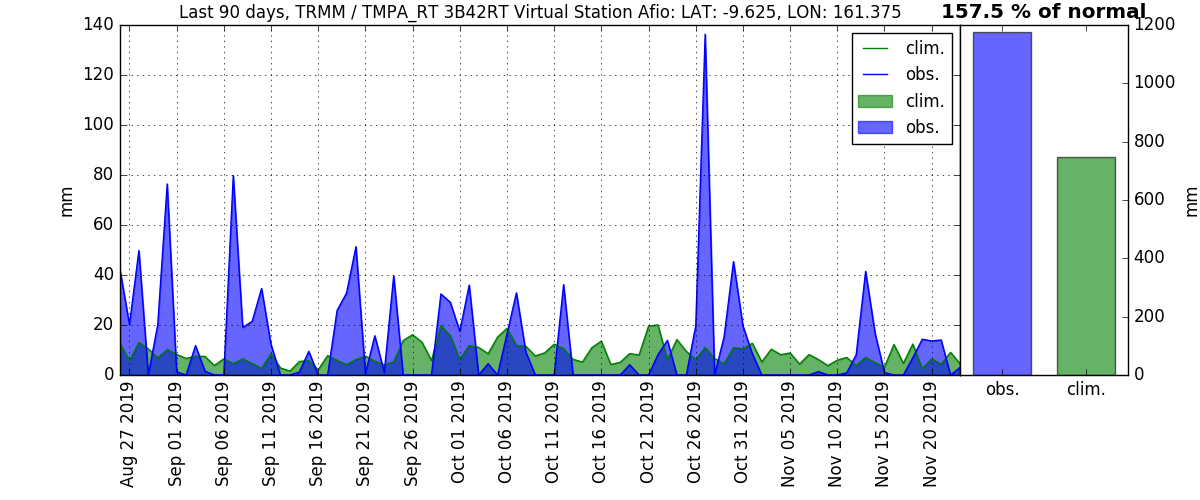 Last 90 days, TRMM / TMPA_RT 3B42RT Virtual Station Afio: LAT: -9.625, LON: 161.375
157.5 % of normal
140
120
100
80
60
40
20
0
mm
clim.
obs.
clim.
obs.
Aug 27 2019
Sep 01 2019
Sep 06 2019
Sep 11 2019
Sep 16 2019
Sep 21 2019
Sep 26 2019
Oct 01 2019
Oct 06 2019
Oct 11 2019
Oct 16 2019
Oct 21 2019
Oct 26 2019
Oct 31 2019
Nov 05 2019
Nov 10 2019
Nov 15 2019
Nov 20 2019
1200
1000
800
600
400
200
0
mm
obs.
clim.